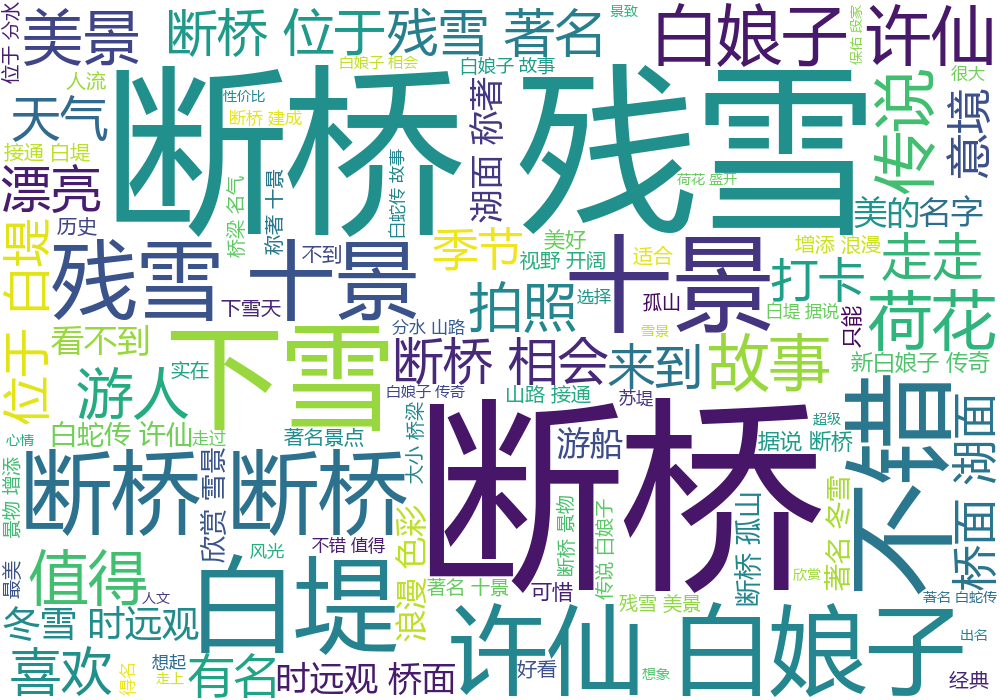 位于 分水
美景
断桥 位于
残雪 著名
景致
白娘子 许仙
保佑 段家
白娘子 相会
白娘子 故事
人流
天气
断桥 残雪
性价比
断桥 建成
湖面 称著
传说
很大
意境
接通 白堤
漂亮
桥梁 名气
称著 十景
白蛇传 故事
荷花 盛开
美的
名字
历史
位于 白堤
残雪 十景
不到
季节
美好
视野 开阔
十景
适合
增添 浪漫
走走
打卡
下雪天
拍照
选择
孤山
白堤 据说
只能
荷花
看不到
下雪
分水 山路
雪景
断桥 相会
来到
故事
新白娘子 传奇
实在
游人
白娘子 传奇
山路 接通
苏堤
不错
湖面
白蛇传 许仙
走过
著名景点
大小 桥梁
断桥
游船
超级
据说 断桥
心情
景物 增添
断桥 断桥
欣赏 雪景
浪漫 色彩
不错 值得
断桥 景物
传说 白娘子
断桥 孤山
著名 冬雪
桥面
最美
值得
人文
风光
白堤
著名 十景
可惜
残雪 美景
欣赏
著名 白蛇传
冬雪 时远观
许仙 白娘子
出名
喜欢
得名
想起
走上
有名
时远观 桥面
好看
想象
经典